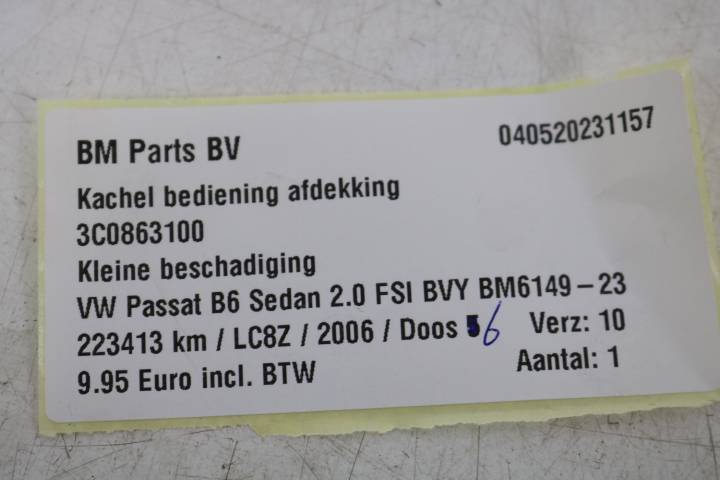 BM Parts BV 040520231157
Kachel bediening afdekking
3C0863100
Kleine beschadiging
VW Passat B6 Sedan 2.0 FSI BVY BM6149-23
223413 km / LC8Z / 2006 / Doos 6 Verz: 10
9.95 Euro incl. BTW Aantal: 1